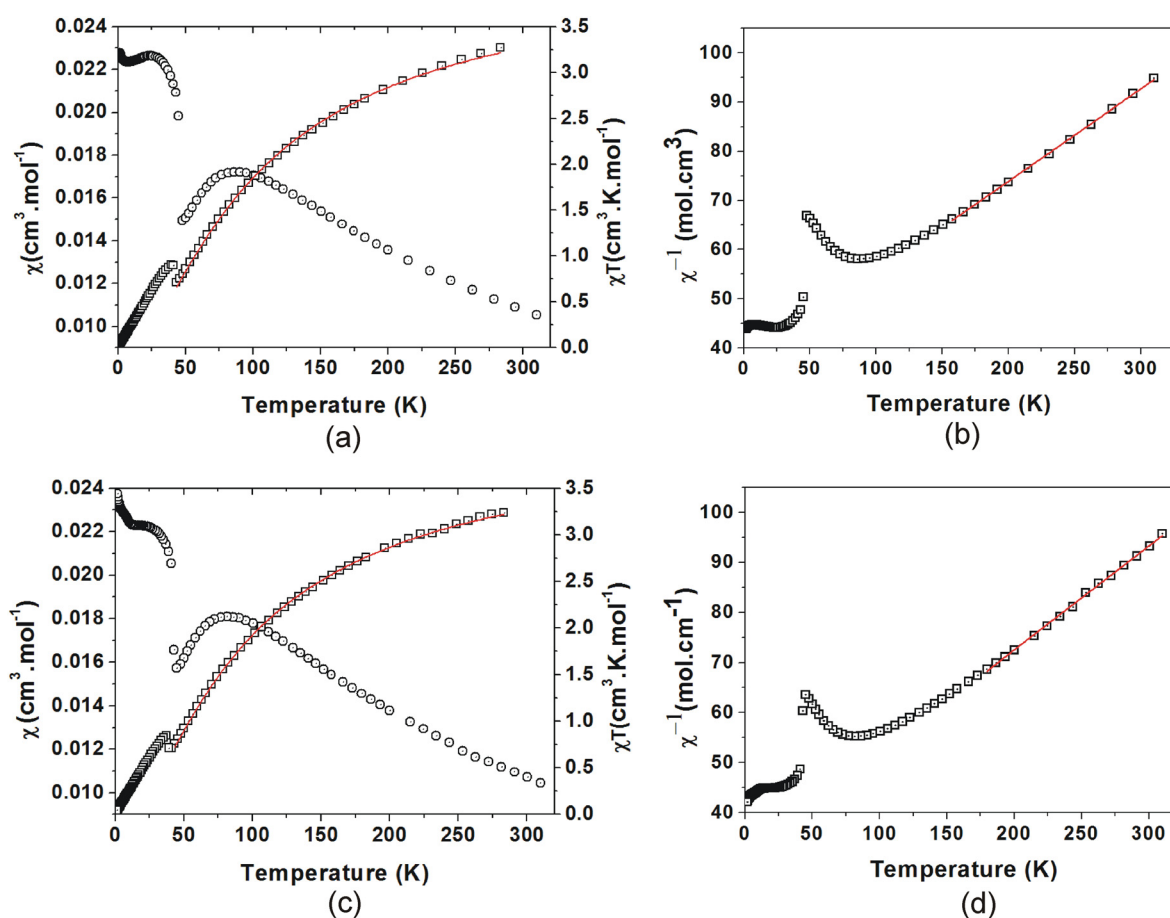 0.024
0.022
0.020
0.018
0.016
0.014
0.012
0.010
χ(cm³.mol⁻¹)
3.5
3.0
2.5
2.0
1.5
1.0
0.5
0.0
χT(cm³.K.mol⁻¹)
0 50 100 150 200 250 300
Temperature (K)
(a)
100
90
80
70
60
50
40
χ⁻¹ (mol.cm³)
0 50 100 150 200 250 300
Temperature (K)
(b)
0.024
0.022
0.020
0.018
0.016
0.014
0.012
0.010
χ (cm³.mol⁻¹)
3.5
3.0
2.5
2.0
1.5
1.0
0.5
0.0
χT(cm³.K.mol⁻¹)
0 50 100 150 200 250 300
Temperature (K)
(c)
100
90
80
70
60
50
40
χ⁻¹(mol.cm-1)
0 50 100 150 200 250 300
Temperature (K)
(d)